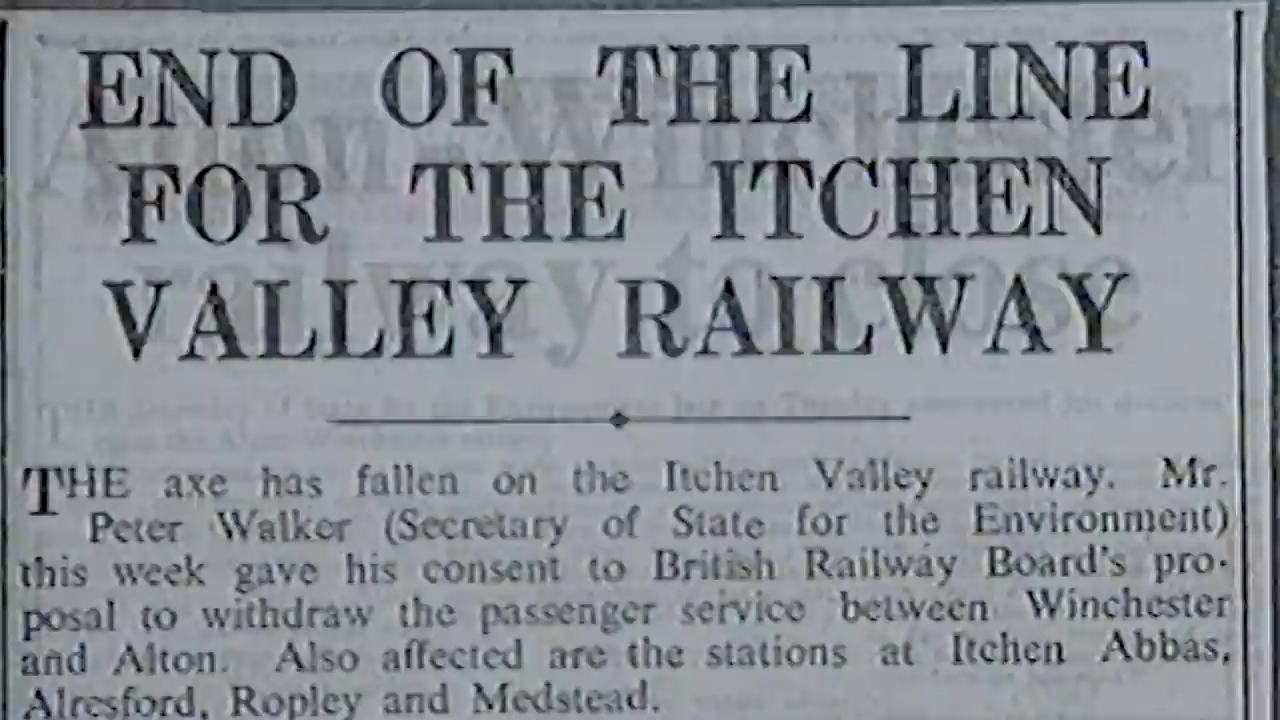 END OF THE LINE
FOR THE ITCHEN
VALLEY RAILWAY
THE axe has fallen on the Itchen Valley railway. Mr.
Peter Walker (Secretary of State for the Environment)
this week gave his consent to British Railway Board's pro-
posal to withdraw the passenger service between Winchester
and Alton. Also affected are the stations at Itchen Abbas,
Alresford, Ropley and Medstead.